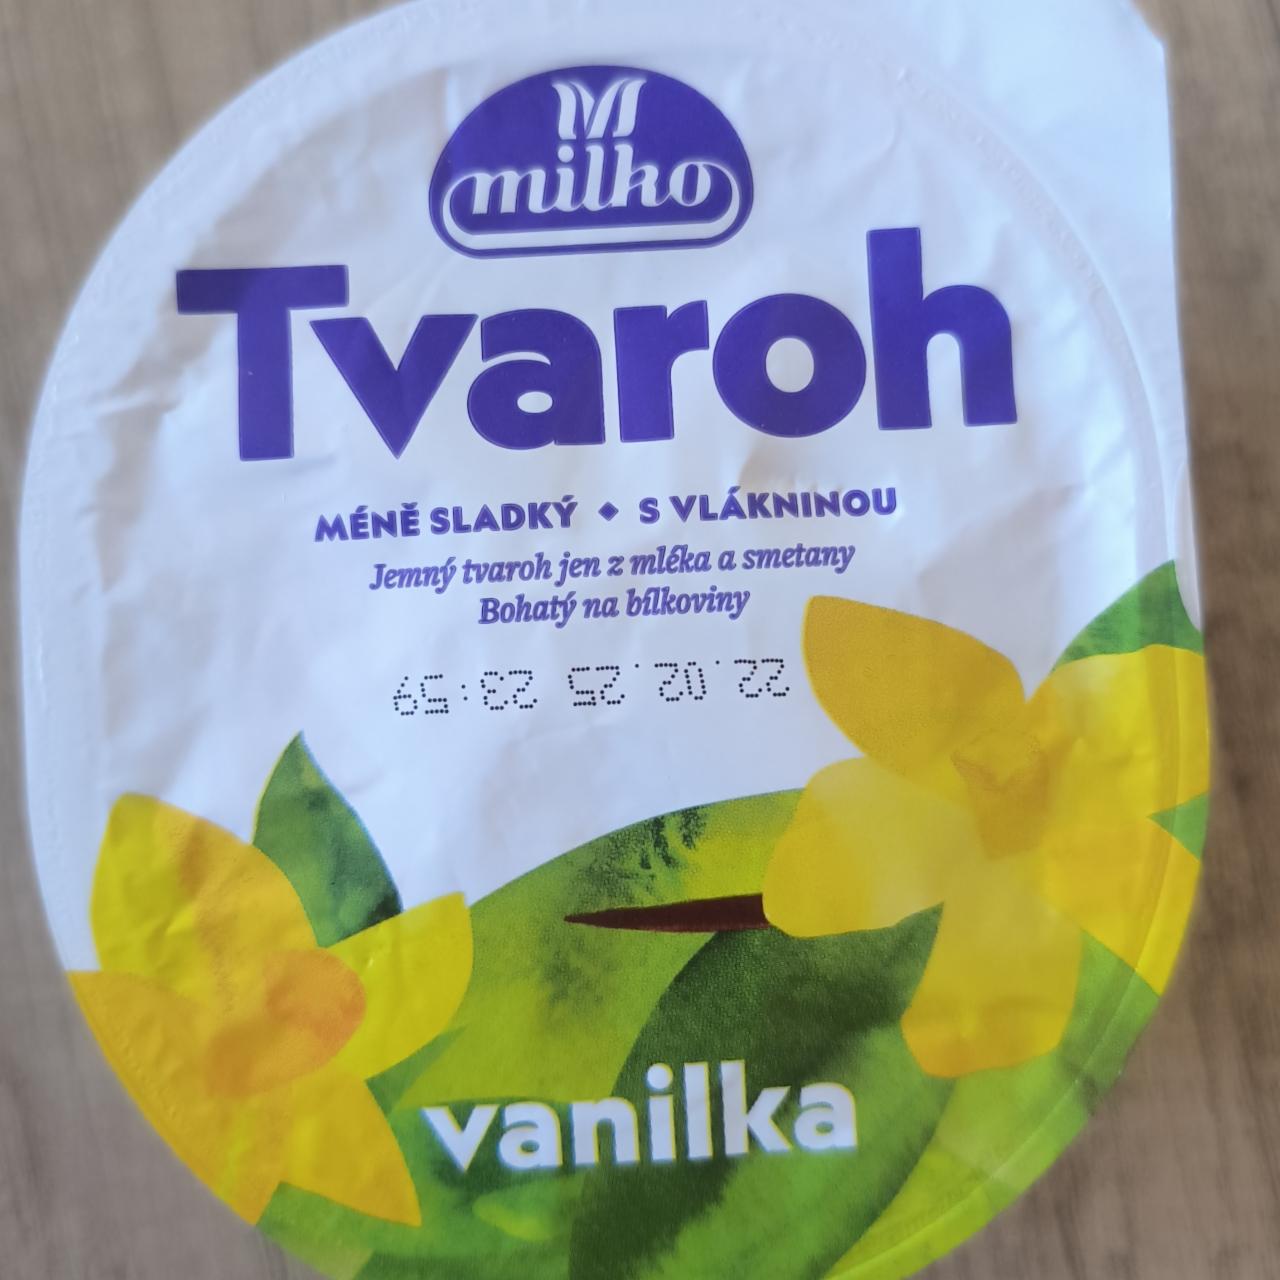 milko
Tvaroh
MÉNĚ SLADKÝ ◆ S VLÁKNINOU
Jemný tvaroh jen z mléka a smetany
Bohatý na bílkoviny
22.02.25 23:59
vanilka